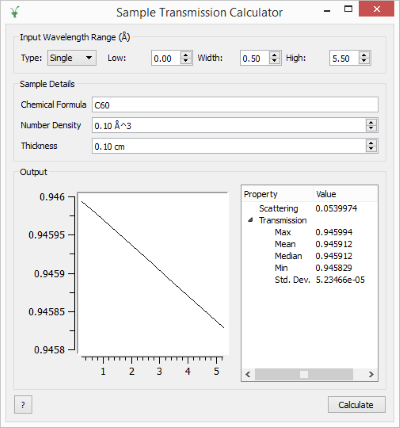 Sample Transmission Calculator
Input Wavelength Range (Å)
Type: Single Low: 0.00 Width: 0.50 High: 5.50
Sample Details
Chemical Formula C60
Number Density 0.10 Å^3
Thickness 0.10 cm
Output
0.946
0.94595
0.9459
0.94585
0.9458
1 2 3 4 5
Property Value
Scattering 0.0539974
Transmission
Max 0.945994
Mean 0.945912
Median 0.945912
Min 0.945829
Std. Dev. 5.23466e-05
? Calculate